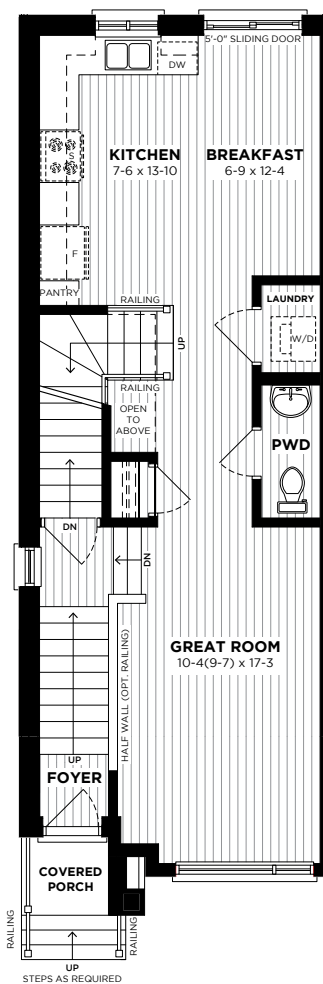 5'-0" SLIDING DOOR
DW
KITCHEN
7-6 x 13-10
BREAKFAST
6-9 x 12-4
F
PANTRY
RAILING
LAUNDRY
W/D
UP
RAILING
OPEN
TO
ABOVE
PWD
DN
DN
GREAT ROOM
10-4(9-7) x 17-3
HALF WALL (OPT. RAILING)
UP
FOYER
COVERED
PORCH
RAILING
RAILING
UP
STEPS AS REQUIRED